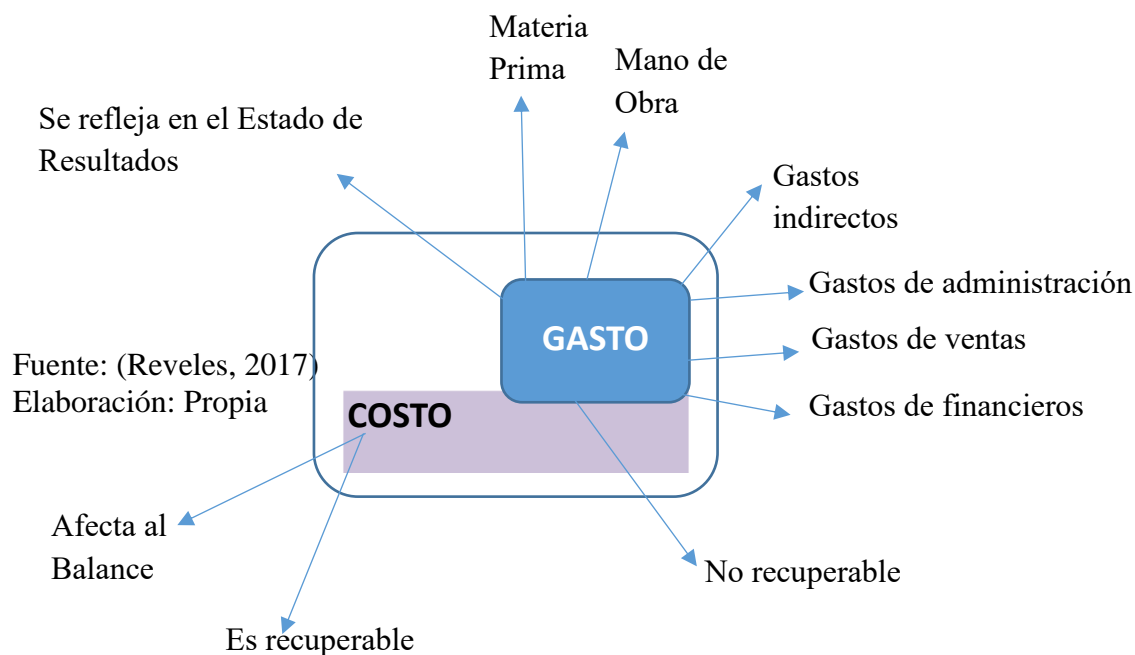 Materia
Prima
Mano de
Obra
Se refleja en el Estado de
Resultados
Gastos
indirectos
Gastos de administración
GASTO
Gastos de ventas
Fuente: (Reveles, 2017)
Elaboración: Propia
Gastos de financieros
COSTO
Afecta al
Balance
No recuperable
Es recuperable